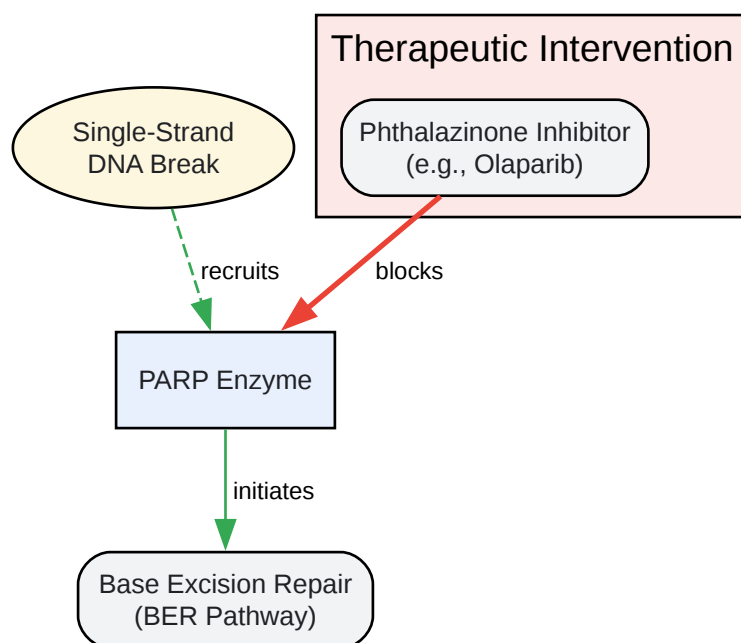 Therapeutic Intervention
Single-Strand
DNA Break
Phthalazinone Inhibitor
(e.g., Olaparib)
recruits
blocks
PARP Enzyme
initiates
Base Excision Repair
(BER Pathway)